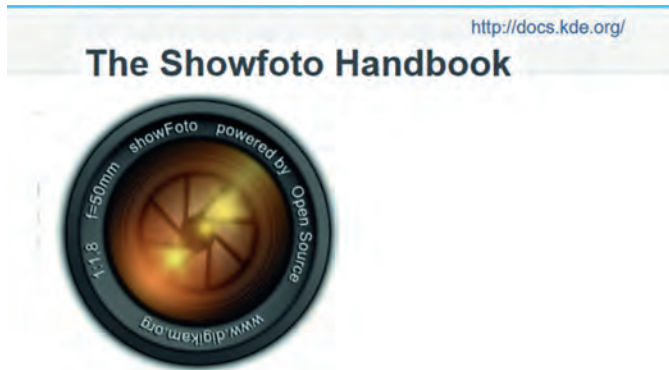 http://docs.kde.org/
The Showfoto Handbook
1:1.8 f=50mm showFoto powered by Open Source
www.digikam.org